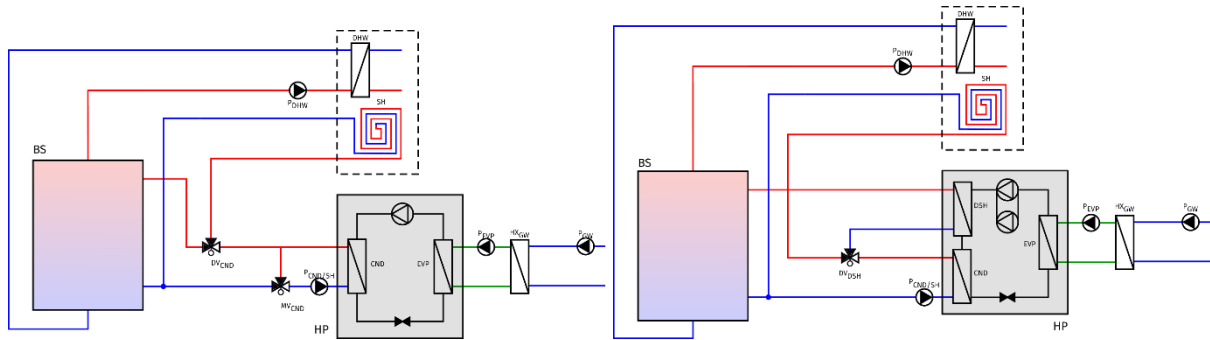 DHW
P_DHW
SH
BS
DV_CND
P_CND/SH
MV_CND
CND
EVP
P_EVP
HX_GW
P_GW
HP
DHW
P_DHW
SH
BS
DSH
P_EVP
HX_GW
P_GW
EVP
DV_DSH
CND
P_CND/SH
HP